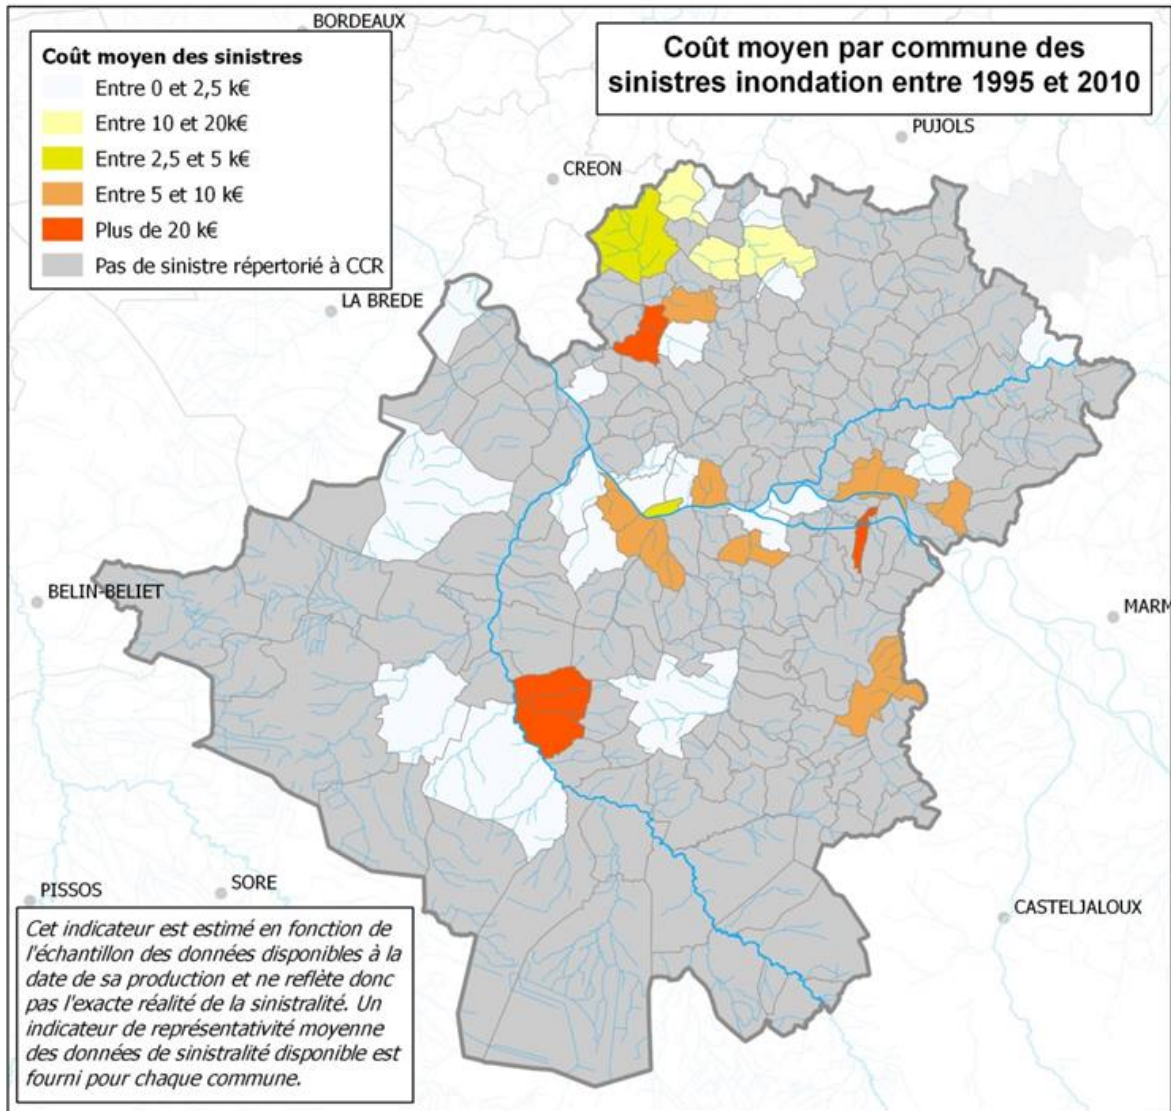 BORDEAUX
Coût moyen par commune des
sinistres inondation entre 1995 et 2010
Coût moyen des sinistres
Entre 0 et 2,5 k€
Entre 10 et 20k€
Entre 2,5 et 5 k€
Entre 5 et 10 k€
Plus de 20 k€
Pas de sinistre répertorié à CCR
PUJOLS
CREON
LA BREDE
BELIN-BELIET
MARM
PISSOS
SORE
CASTELJALOUX
Cet indicateur est estimé en fonction de
l'échantillon des données disponibles à la
date de sa production et ne reflète donc
pas l'exacte réalité de la sinistralité. Un
indicateur de représentativité moyenne
des données de sinistralité disponible est
fourni pour chaque commune.